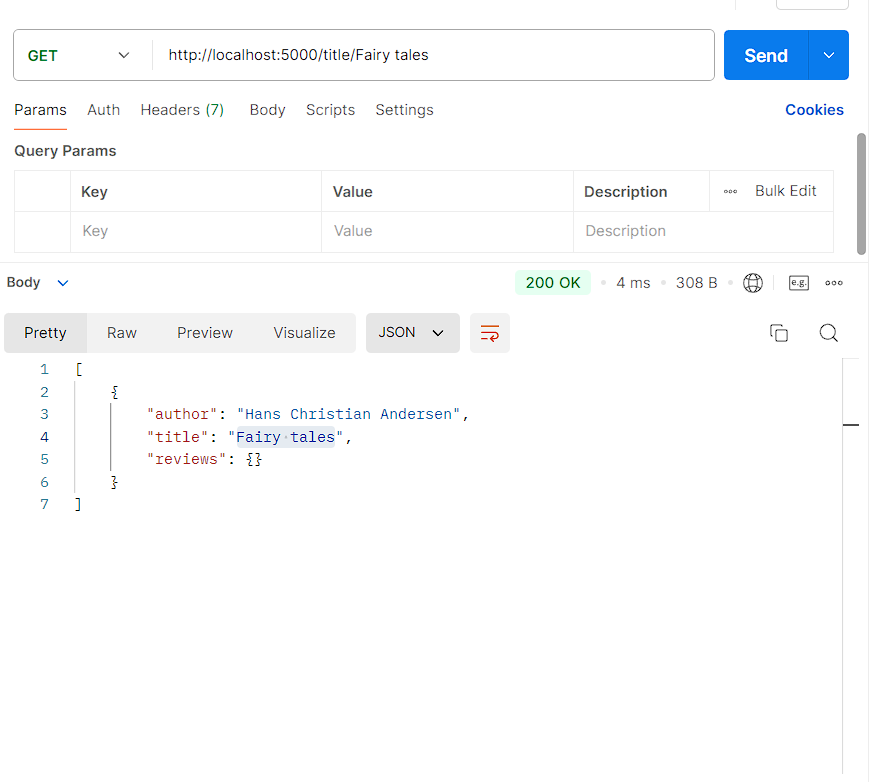 GET http://localhost:5000/title/Fairy tales Send
Params Auth Headers (7) Body Scripts Settings Cookies
Query Params
Key Value Description Bulk Edit
Key Value Description
Body 200 OK 4 ms 308 B e.g.
Pretty Raw Preview Visualize JSON
1 [
2 {
3 "author": "Hans Christian Andersen",
4 "title": "Fairy tales",
5 "reviews": {}
6 }
7 ]